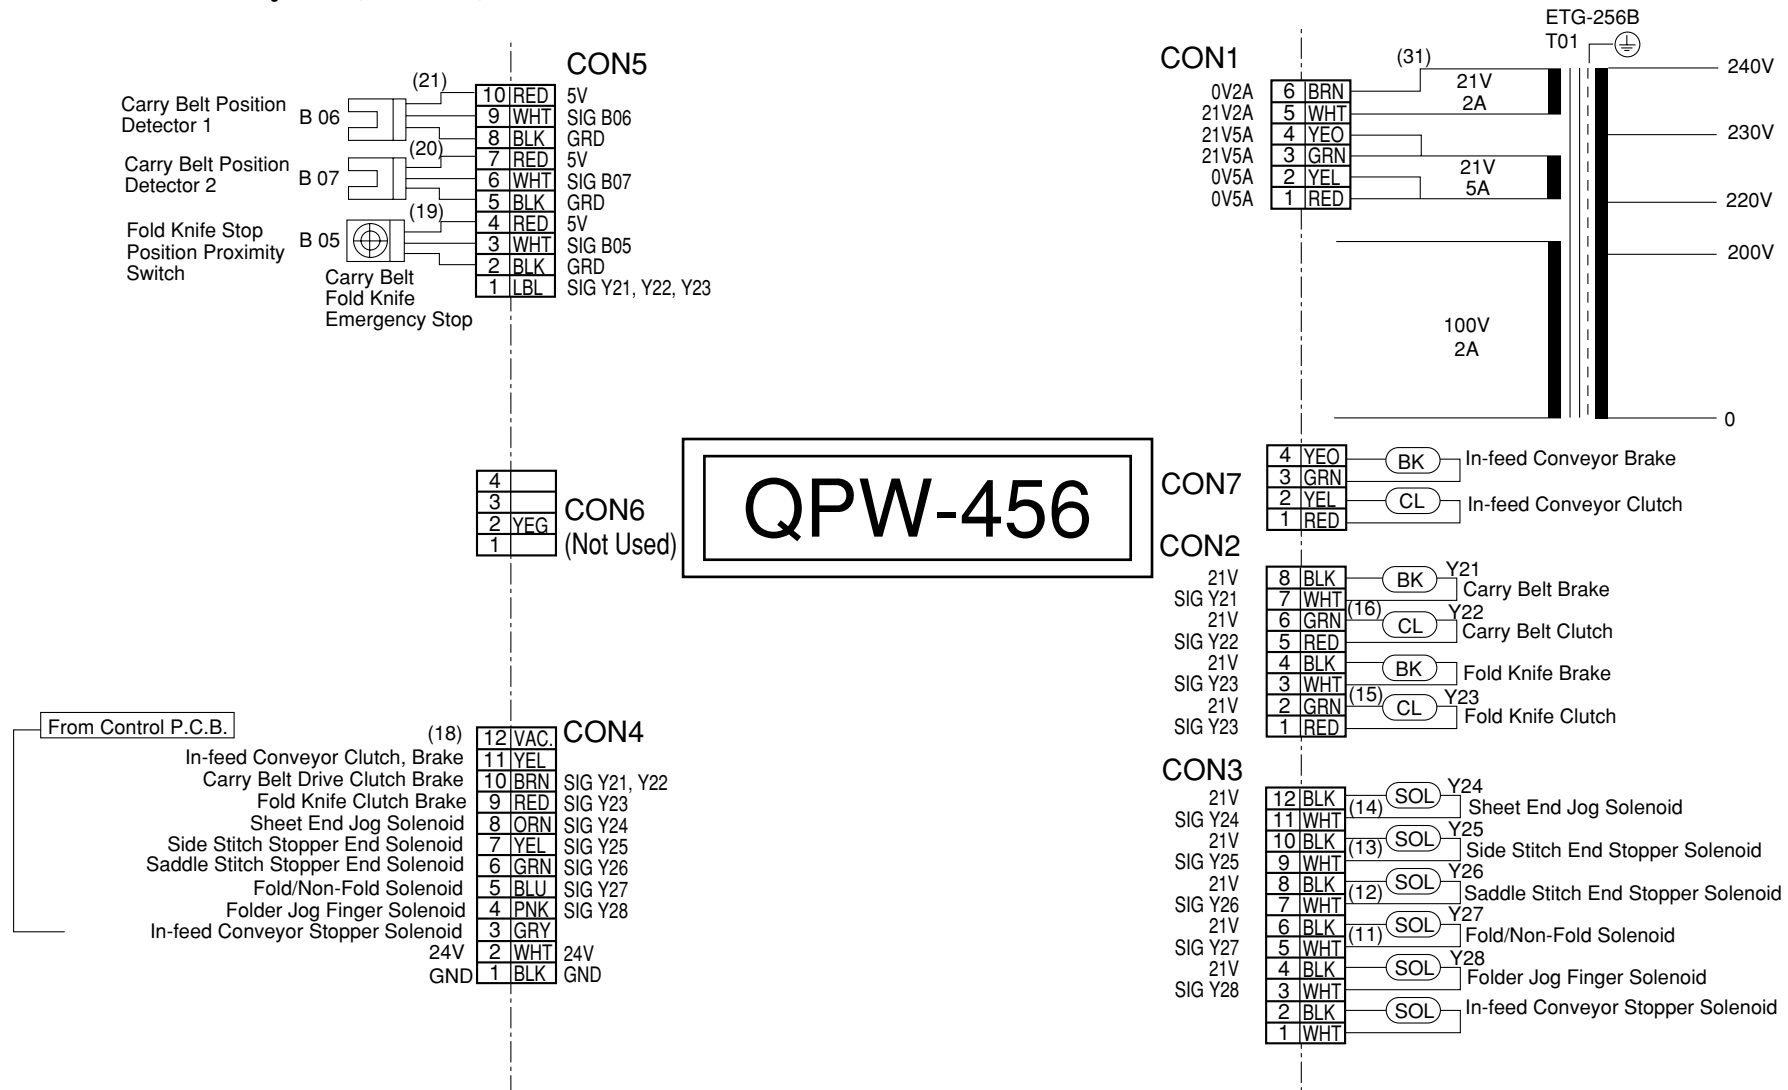 CON5
(21)
Carry Belt Position
Detector 1
B 06
10 RED 5V
9 WHT SIG B06
8 BLK GRD
(20)
Carry Belt Position
Detector 2
B 07
7 RED 5V
6 WHT SIG B07
5 BLK GRD
(19)
Fold Knife Stop
Position Proximity
Switch
B 05
4 RED 5V
3 WHT SIG B05
2 BLK GRD
1 LBL SIG Y21, Y22, Y23
Carry Belt
Fold Knife
Emergency Stop
ETG-256B
T01
CON1
(31)
0V2A 6 BRN
21V2A 5 WHT
21V5A 4 YEO
21V5A 3 GRN
0V5A 2 YEL
0V5A 1 RED
21V
2A
21V
5A
100V
2A
240V
230V
220V
200V
0
4
3
2 YEG
1
CON6
(Not Used)
QPW-456
CON7
4 YEO
3 GRN
2 YEL
1 RED
BK In-feed Conveyor Brake
CL In-feed Conveyor Clutch
CON2
21V 8 BLK
SIG Y21 7 WHT
21V 6 GRN
SIG Y22 5 RED
21V 4 BLK
SIG Y23 3 WHT
21V 2 GRN
SIG Y23 1 RED
BK Y21
Carry Belt Brake
(16)
CL Y22
Carry Belt Clutch
BK
Fold Knife Brake
(15)
CL Y23
Fold Knife Clutch
From Control P.C.B.
CON4
(18) 12 VAC.
In-feed Conveyor Clutch, Brake 11 YEL
Carry Belt Drive Clutch Brake 10 BRN SIG Y21, Y22
Fold Knife Clutch Brake 9 RED SIG Y23
Sheet End Jog Solenoid 8 ORN SIG Y24
Side Stitch Stopper End Solenoid 7 YEL SIG Y25
Saddle Stitch Stopper End Solenoid 6 GRN SIG Y26
Fold/Non-Fold Solenoid 5 BLU SIG Y27
Folder Jog Finger Solenoid 4 PNK SIG Y28
In-feed Conveyor Stopper Solenoid 3 GRY
24V 2 WHT 24V
GND 1 BLK GND
CON3
21V 12 BLK
SIG Y24 11 WHT
21V 10 BLK
SIG Y25 9 WHT
21V 8 BLK
SIG Y26 7 WHT
21V 6 BLK
SIG Y27 5 WHT
21V 4 BLK
SIG Y28 3 WHT
2 BLK
1 WHT
(14) SOL Y24
Sheet End Jog Solenoid
(13) SOL Y25
Side Stitch End Stopper Solenoid
(12) SOL Y26
Saddle Stitch End Stopper Solenoid
(11) SOL Y27
Fold/Non-Fold Solenoid
SOL Y28
Folder Jog Finger Solenoid
SOL In-feed Conveyor Stopper Solenoid